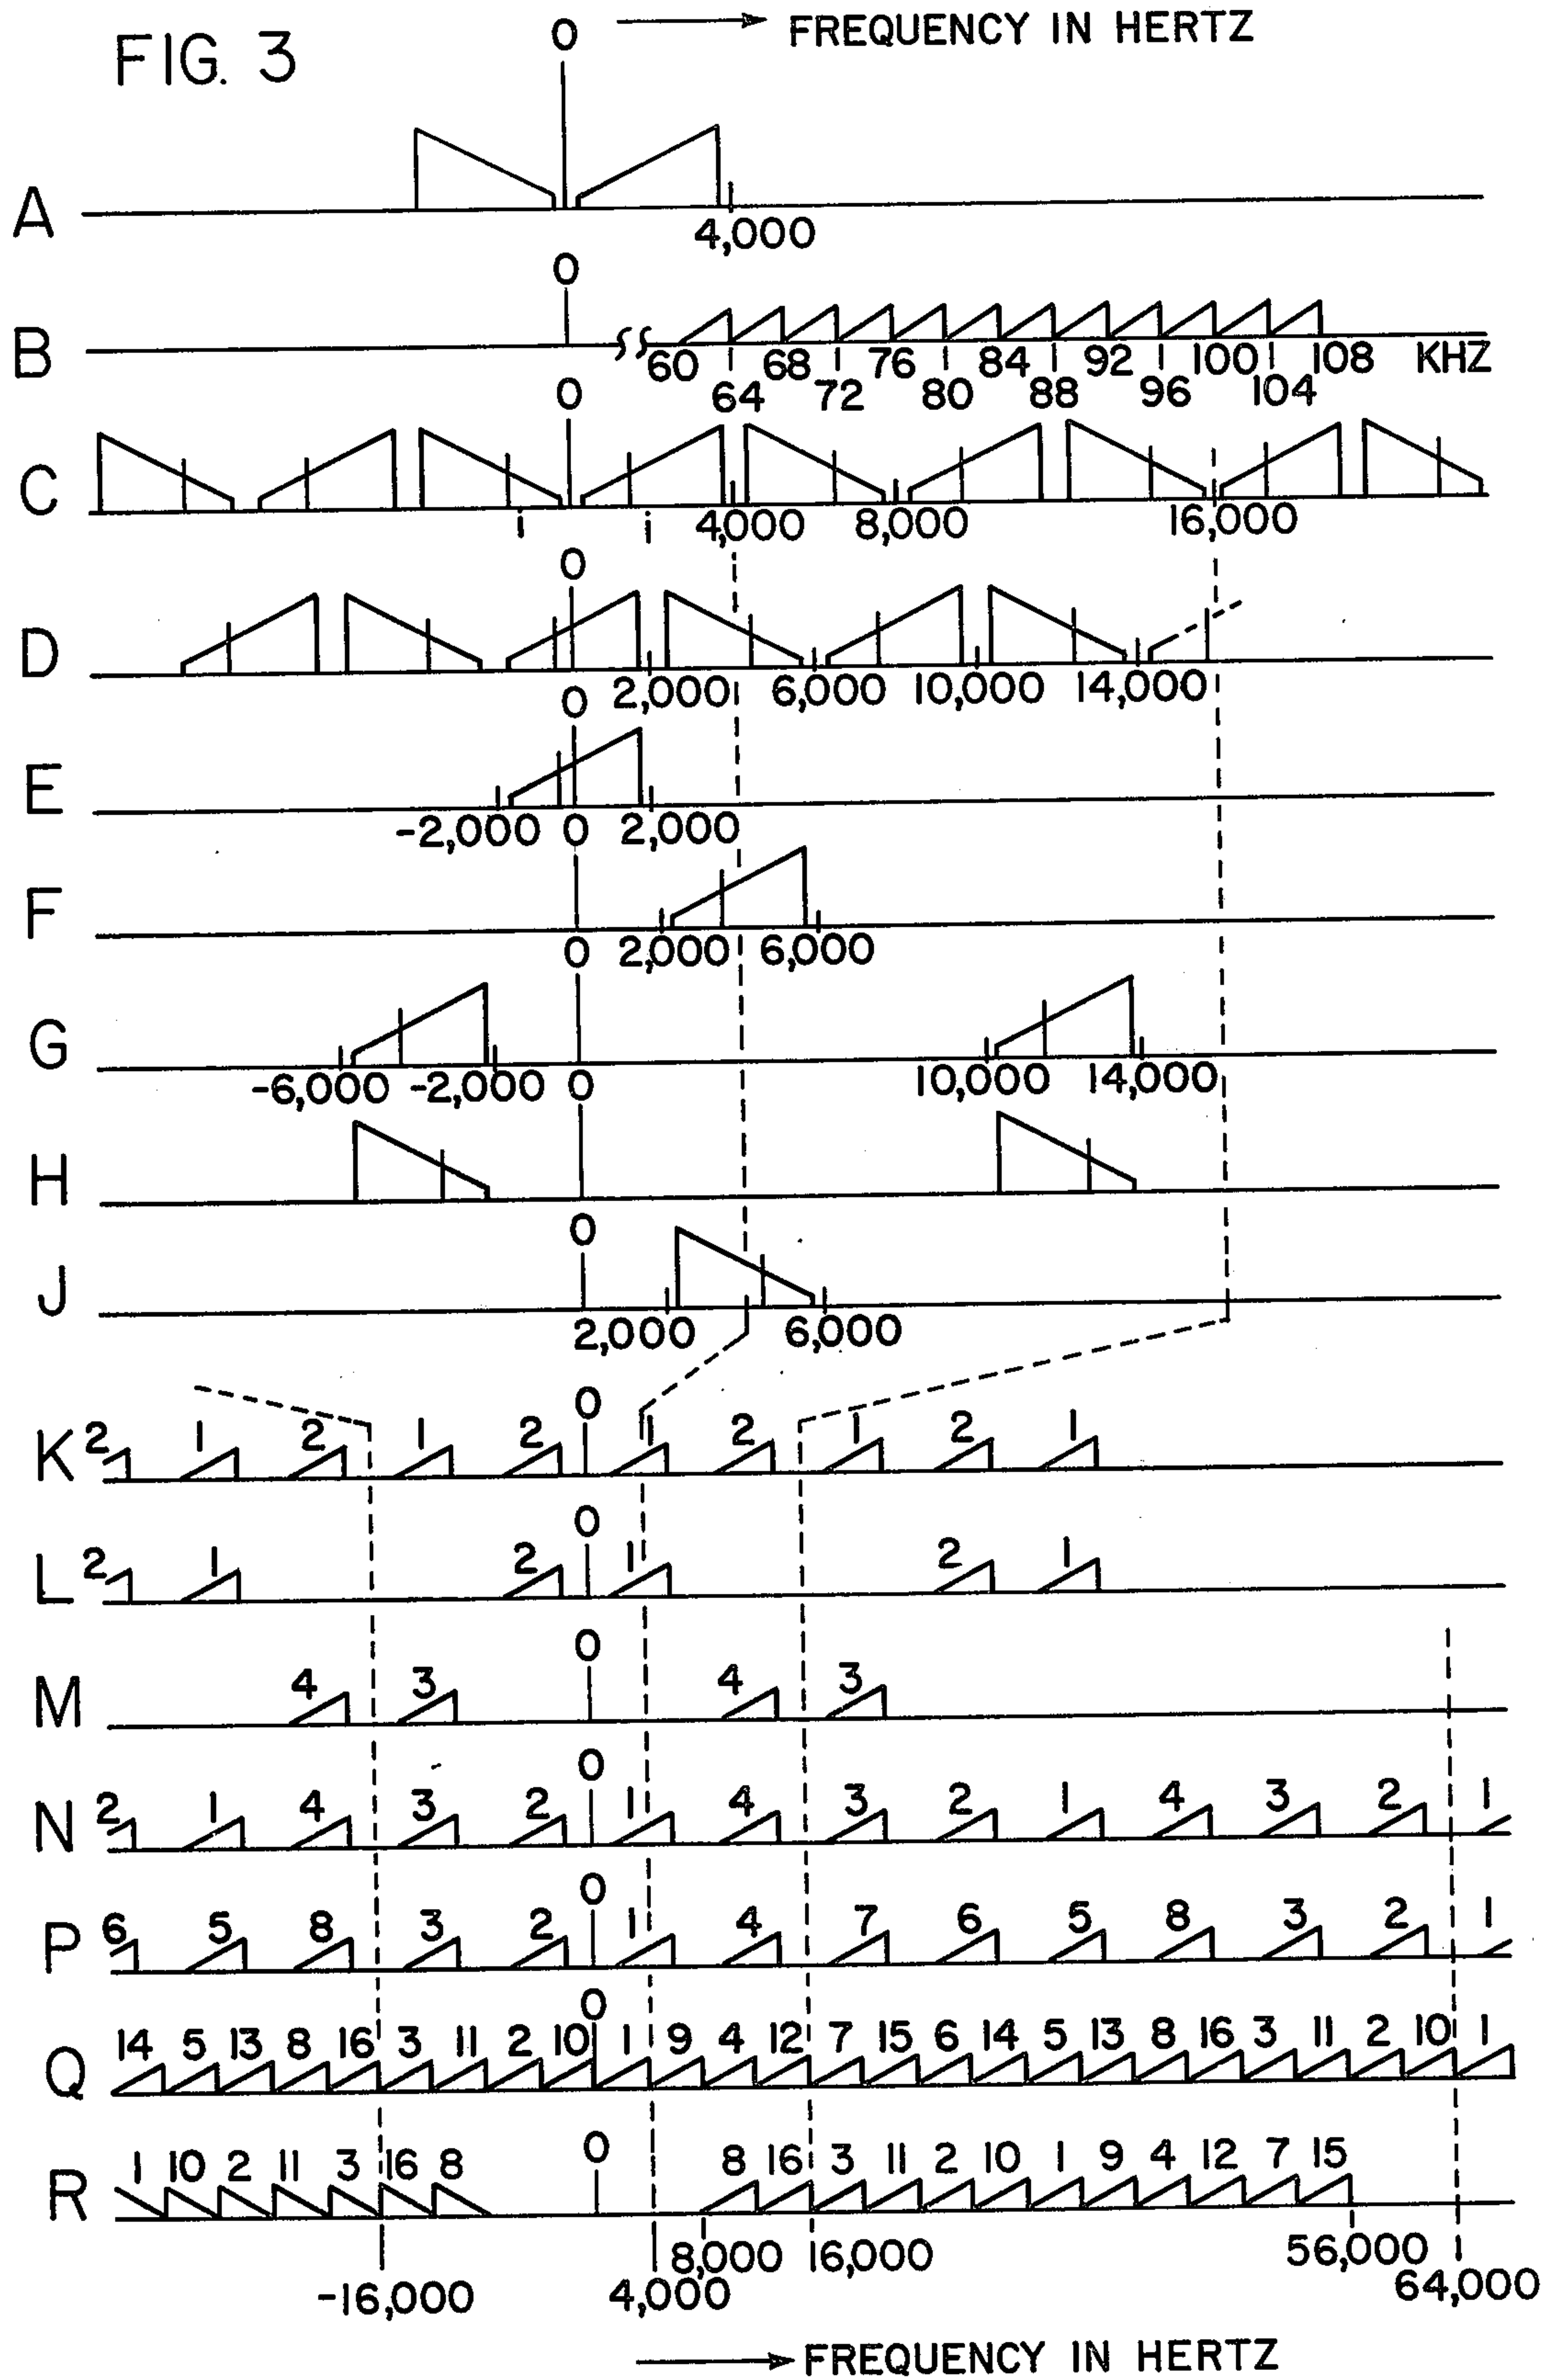 FIG. 3
0 FREQUENCY IN HERTZ
A
4,000
0
B
60 68 76 84 92 100 108 KHZ
64 72 80 88 96 104
0
C
i i 4,000 8,000 16,000
0
D
2,000 6,000 10,000 14,000
0
E
-2,000 0 2,000
F
0 2,000 6,000
G
-6,000 -2,000 0 10,000 14,000
H
0
J
2,000 6,000
0
K 2 1 2 1 2 1 2 1 2 1
0
L 2 1 2 1 2 1
0
M 4 3 4 3
0
N 2 1 4 3 2 1 4 3 2 1 4 3 2 1
0
P 6 5 8 3 2 1 4 7 6 5 8 3 2 1
0
Q 14 5 13 8 16 3 11 2 10 1 9 4 12 7 15 6 14 5 13 8 16 3 11 2 10 1
0
R 1 10 2 11 3 16 8 8 16 3 11 2 10 1 9 4 12 7 15
8,000 16,000 56,000
-16,000 4,000 64,000
FREQUENCY IN HERTZ